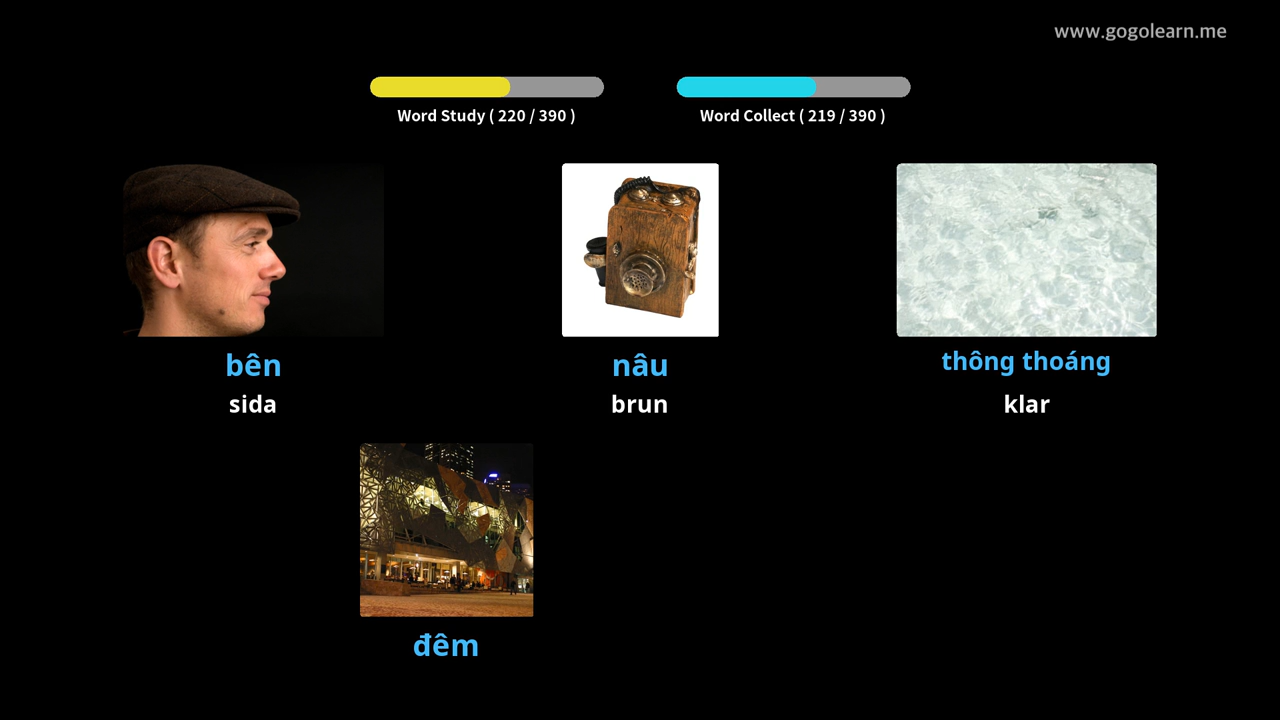 www.gogolearn.me
Word Study ( 220 / 390 )
Word Collect ( 219 / 390 )
bên
nâu
thông thoáng
sida
brun
klar
đêm